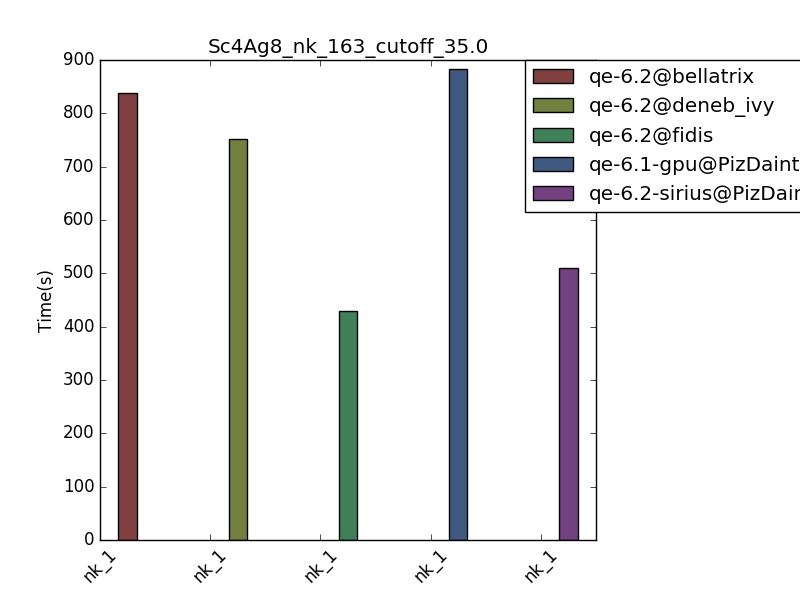 Sc4Ag8_nk_163_cutoff_35.0
900
800
700
600
500
400
300
200
100
0
Time(s)
qe-6.2@bellatrix
qe-6.2@deneb_ivy
qe-6.2@fidis
qe-6.1-gpu@PizDaint
qe-6.2-sirius@PizDain
nk_1
nk_1
nk_1
nk_1
nk_1